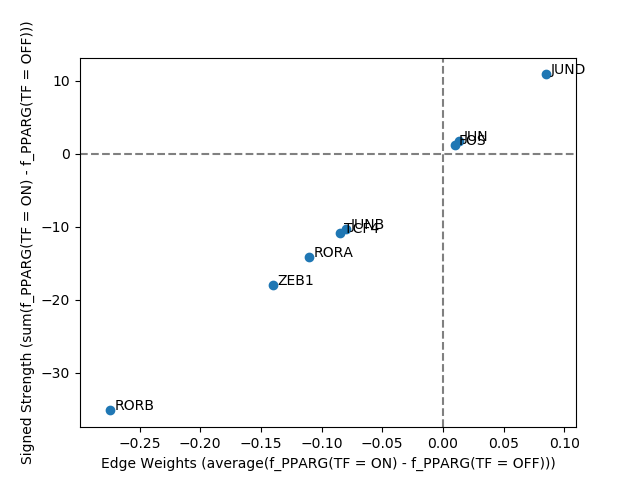 Signed Strength (sum(f_PPARG(TF = ON) - f_PPARG(TF = OFF)))
10
0
−10
−20
−30
JUND
JUN
FOS
JUNB
TCF4
RORA
ZEB1
RORB
−0.25
−0.20
−0.15
−0.10
−0.05
0.00
0.05
0.10
Edge Weights (average(f_PPARG(TF = ON) - f_PPARG(TF = OFF)))